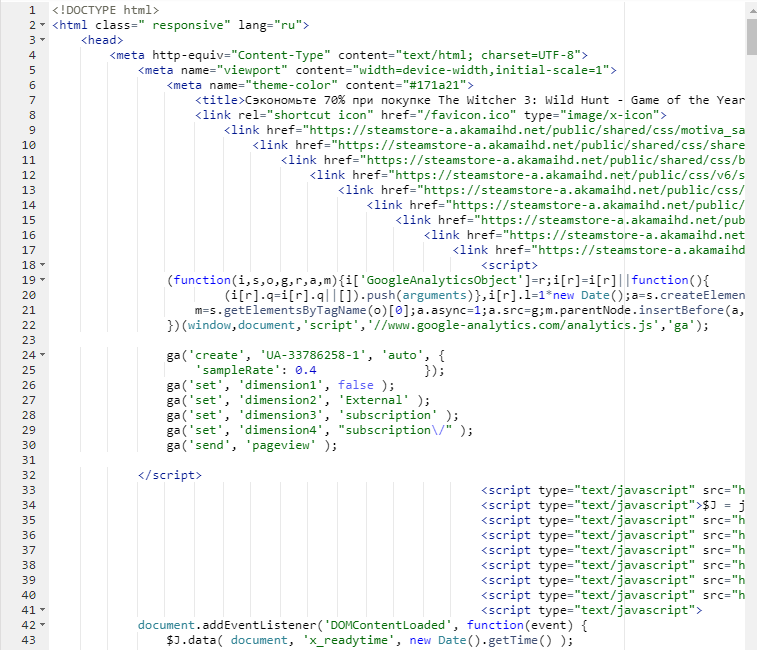 1 <!DOCTYPE html>
2 <html class=" responsive" lang="ru">
3 <head>
4 <meta http-equiv="Content-Type" content="text/html; charset=UTF-8">
5 <meta name="viewport" content="width=device-width,initial-scale=1">
6 <meta name="theme-color" content="#171a21">
7 <title>Сэкономьте 70% при покупке The Witcher 3: Wild Hunt - Game of the Year
8 <link rel="shortcut icon" href="/favicon.ico" type="image/x-icon">
9 <link href="https://steamstore-a.akamaihd.net/public/shared/css/motiva_sa
10 <link href="https://steamstore-a.akamaihd.net/public/shared/css/share
11 <link href="https://steamstore-a.akamaihd.net/public/shared/css/b
12 <link href="https://steamstore-a.akamaihd.net/public/css/v6/s
13 <link href="https://steamstore-a.akamaihd.net/public/css/
14 <link href="https://steamstore-a.akamaihd.net/public/
15 <link href="https://steamstore-a.akamaihd.net/pub
16 <link href="https://steamstore-a.akamaihd.net
17 <link href="https://steamstore-a.akamaihd
18 <script>
19 (function(i,s,o,g,r,a,m){i['GoogleAnalyticsObject']=r;i[r]=i[r]||function(){
20 (i[r].q=i[r].q||[]).push(arguments)},i[r].l=1*new Date();a=s.createElemen
21 m=s.getElementsByTagName(o)[0];a.async=1;a.src=g;m.parentNode.insertBefore(a,
22 })(window,document,'script','//www.google-analytics.com/analytics.js','ga');
23
24 ga('create', 'UA-33786258-1', 'auto', {
25 'sampleRate': 0.4 });
26 ga('set', 'dimension1', false );
27 ga('set', 'dimension2', 'External' );
28 ga('set', 'dimension3', 'subscription' );
29 ga('set', 'dimension4', "subscription\/" );
30 ga('send', 'pageview' );
31
32 </script>
33 <script type="text/javascript" src="h
34 <script type="text/javascript">$J = j
35 <script type="text/javascript" src="h
36 <script type="text/javascript" src="h
37 <script type="text/javascript" src="h
38 <script type="text/javascript" src="h
39 <script type="text/javascript" src="h
40 <script type="text/javascript" src="h
41 <script type="text/javascript">
42 document.addEventListener('DOMContentLoaded', function(event) {
43 $J.data( document, 'x_readytime', new Date().getTime() );